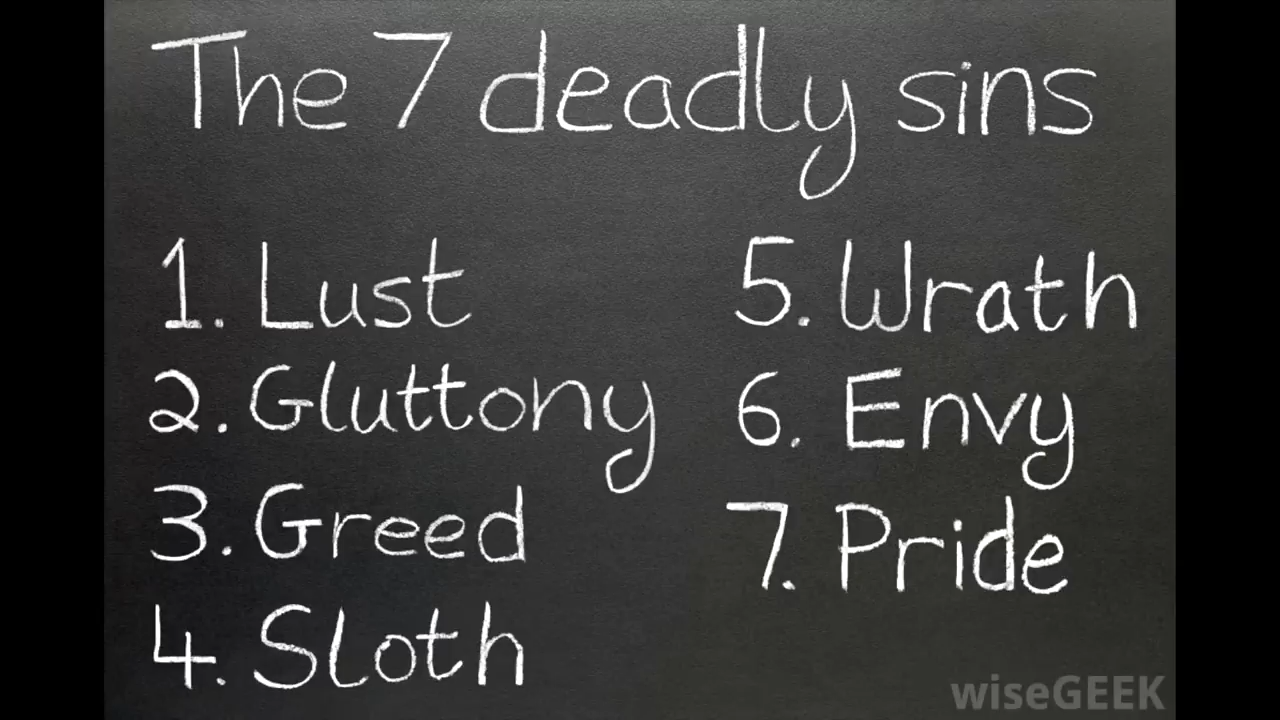 The 7 deadly sins
1. Lust
2. Gluttony
3. Greed
4. Sloth
5. Wrath
6. Envy
7. Pride
wiseGEEK